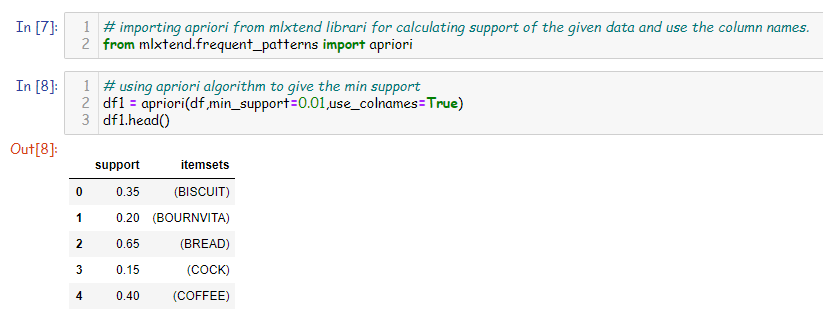 In [7]:
1 # importing apriori from mlxtend librari for calculating support of the given data and use the column names.
2 from mlxtend.frequent_patterns import apriori
In [8]:
1 # using apriori algorithm to give the min support
2 df1 = apriori(df,min_support=0.01,use_colnames=True)
3 df1.head()
Out[8]:
support itemsets
0 0.35 (BISCUIT)
1 0.20 (BOURNVITA)
2 0.65 (BREAD)
3 0.15 (COCK)
4 0.40 (COFFEE)